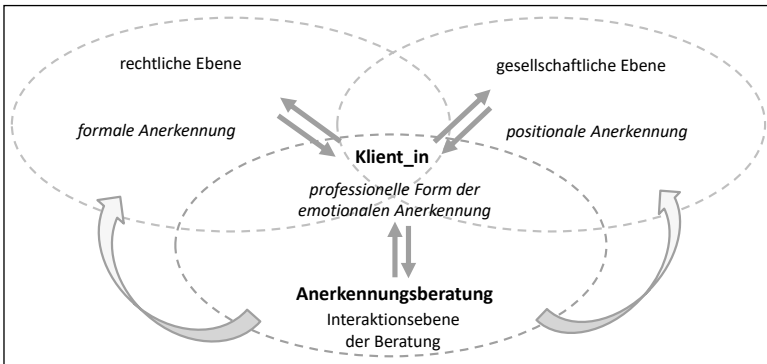 rechtliche Ebene
gesellschaftliche Ebene
formale Anerkennung
positionale Anerkennung
Klient_in
professionelle Form der
emotionalen Anerkennung
Anerkennungsberatung
Interaktionsebene
der Beratung